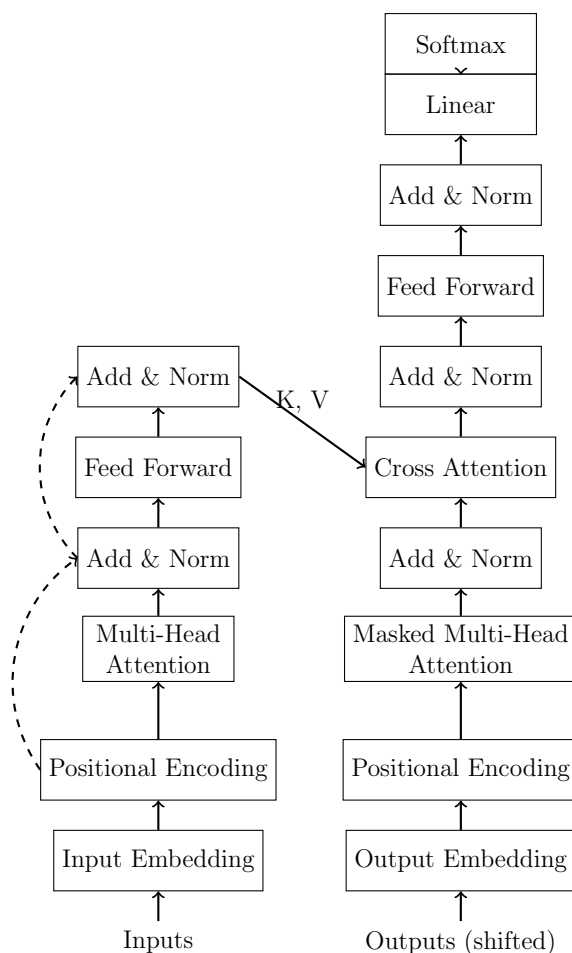 Softmax
Linear
Add & Norm
Feed Forward
Add & Norm
Add & Norm
K, V
Feed Forward
Cross Attention
Add & Norm
Add & Norm
Multi-Head
Attention
Masked Multi-Head
Attention
Positional Encoding
Positional Encoding
Input Embedding
Output Embedding
Inputs
Outputs (shifted)